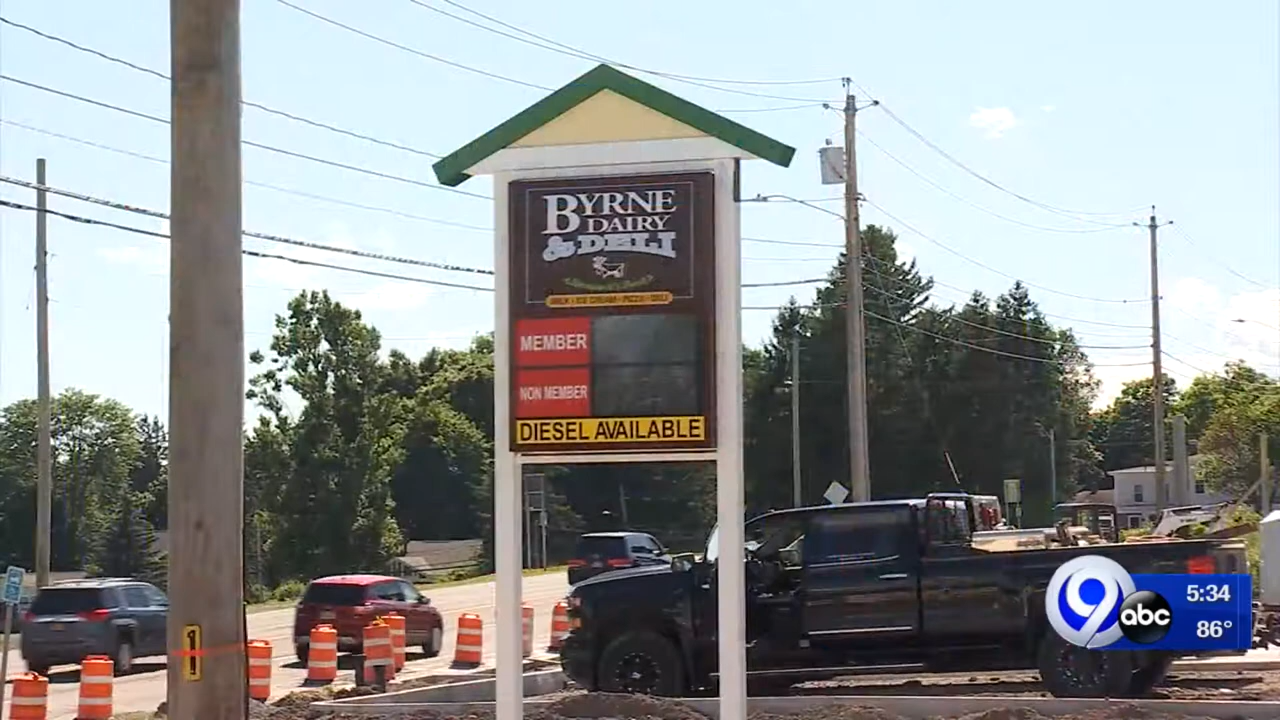 BYRNE
DAIRY
& DELI
MILK • ICE CREAM • PIZZA • DELI
MEMBER
NON MEMBER
DIESEL AVAILABLE
1
9
abc
5:34
86°